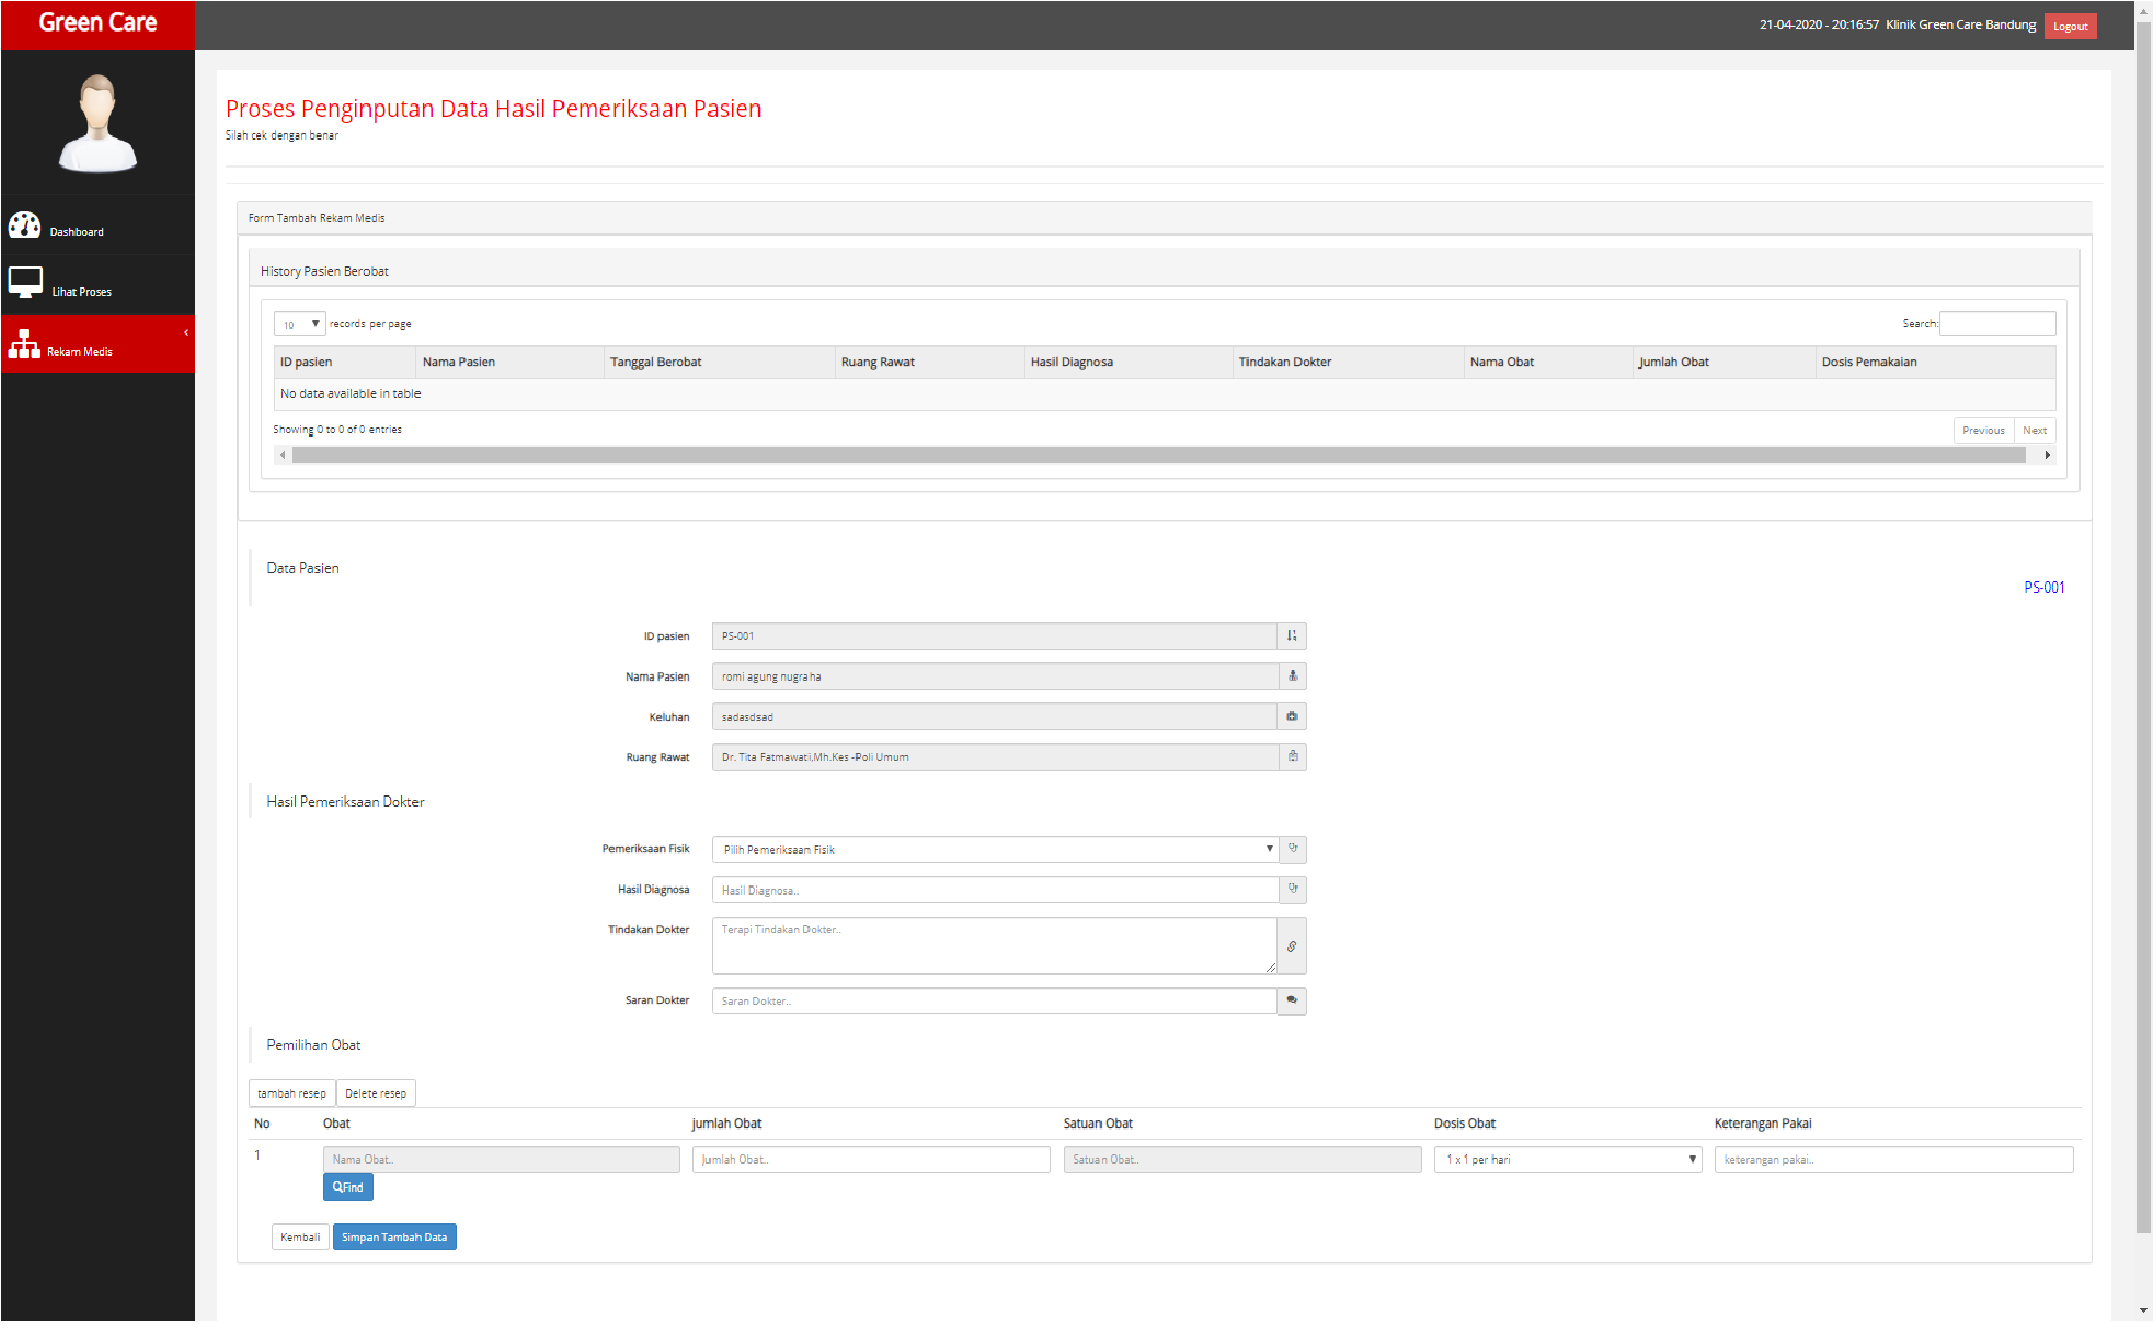 Green Care
21-04-2020 - 20:16:57 Klinik Green Care Bandung Logout
Proses Penginputan Data Hasil Pemeriksaan Pasien
Silah cek dengan benar
Dashboard
Lihat Proses
Rekam Medis
Form Tambah Rekam Medis
History Pasien Berobat
10 records per page Search:
ID pasien Nama Pasien Tanggal Berobat Ruang Rawat Hasil Diagnosa Tindakan Dokter Nama Obat Jumlah Obat Dosis Pemakaian
No data available in table
Showing 0 to 0 of 0 entries Previous Next
Data Pasien
PS-001
ID pasien PS-001
Nama Pasien romi agung nugraha
Keluhan sadasdsad
Ruang Rawat Dr. Tita Fatmawati,Mh.Kes -Poli Umum
Hasil Pemeriksaan Dokter
Pemeriksaan Fisik Pilih Pemeriksaan Fisik
Hasil Diagnosa Hasil Diagnosa..
Tindakan Dokter Terapi Tindakan Dokter..
Saran Dokter Saran Dokter..
Pemilihan Obat
tambah resep Delete resep
No Obat jumlah Obat Satuan Obat Dosis Obat Keterangan Pakai
1 Nama Obat.. Jumlah Obat.. Satuan Obat.. 1 x 1 per hari keterangan pakai..
Find
Kembali Simpan Tambah Data